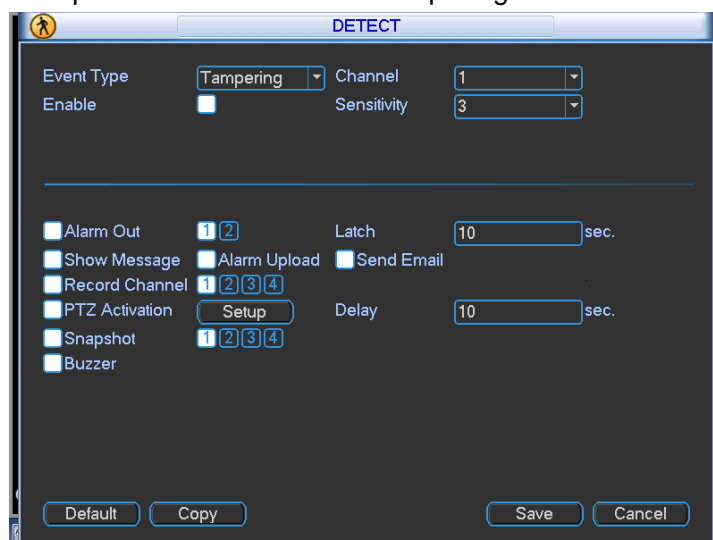 DETECT
Event Type Tampering Channel 1
Enable Sensitivity 3
Alarm Out 1 2 Latch 10 sec.
Show Message Alarm Upload Send Email
Record Channel 1 2 3 4
PTZ Activation Setup Delay 10 sec.
Snapshot 1 2 3 4
Buzzer
Default Copy Save Cancel